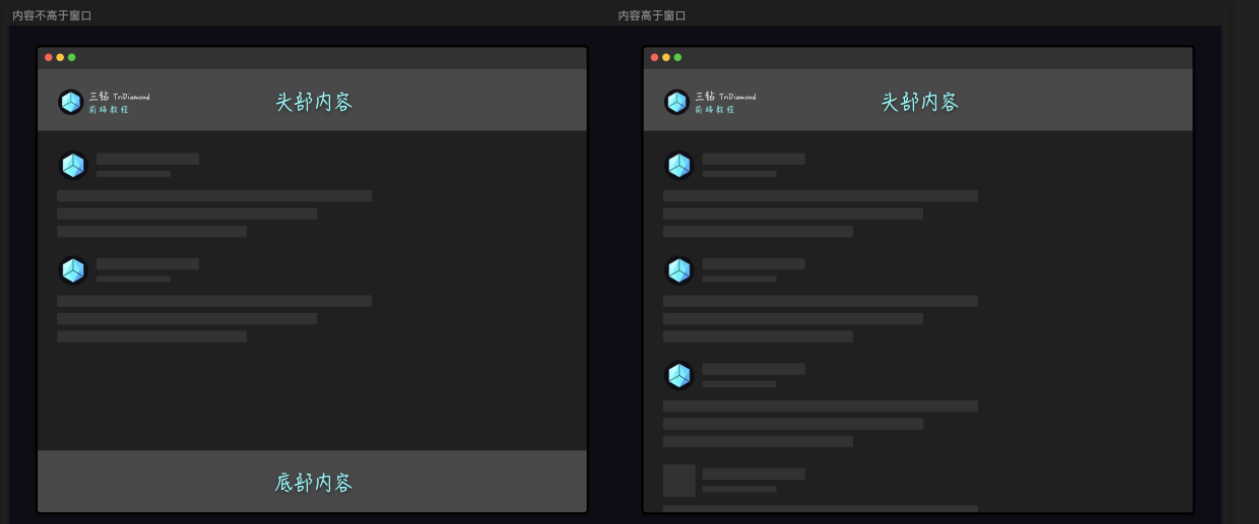 内容不高于窗口
内容高于窗口
三钻 TriDiamond
前端教程
头部内容
三钻 TriDiamond
前端教程
头部内容
底部内容